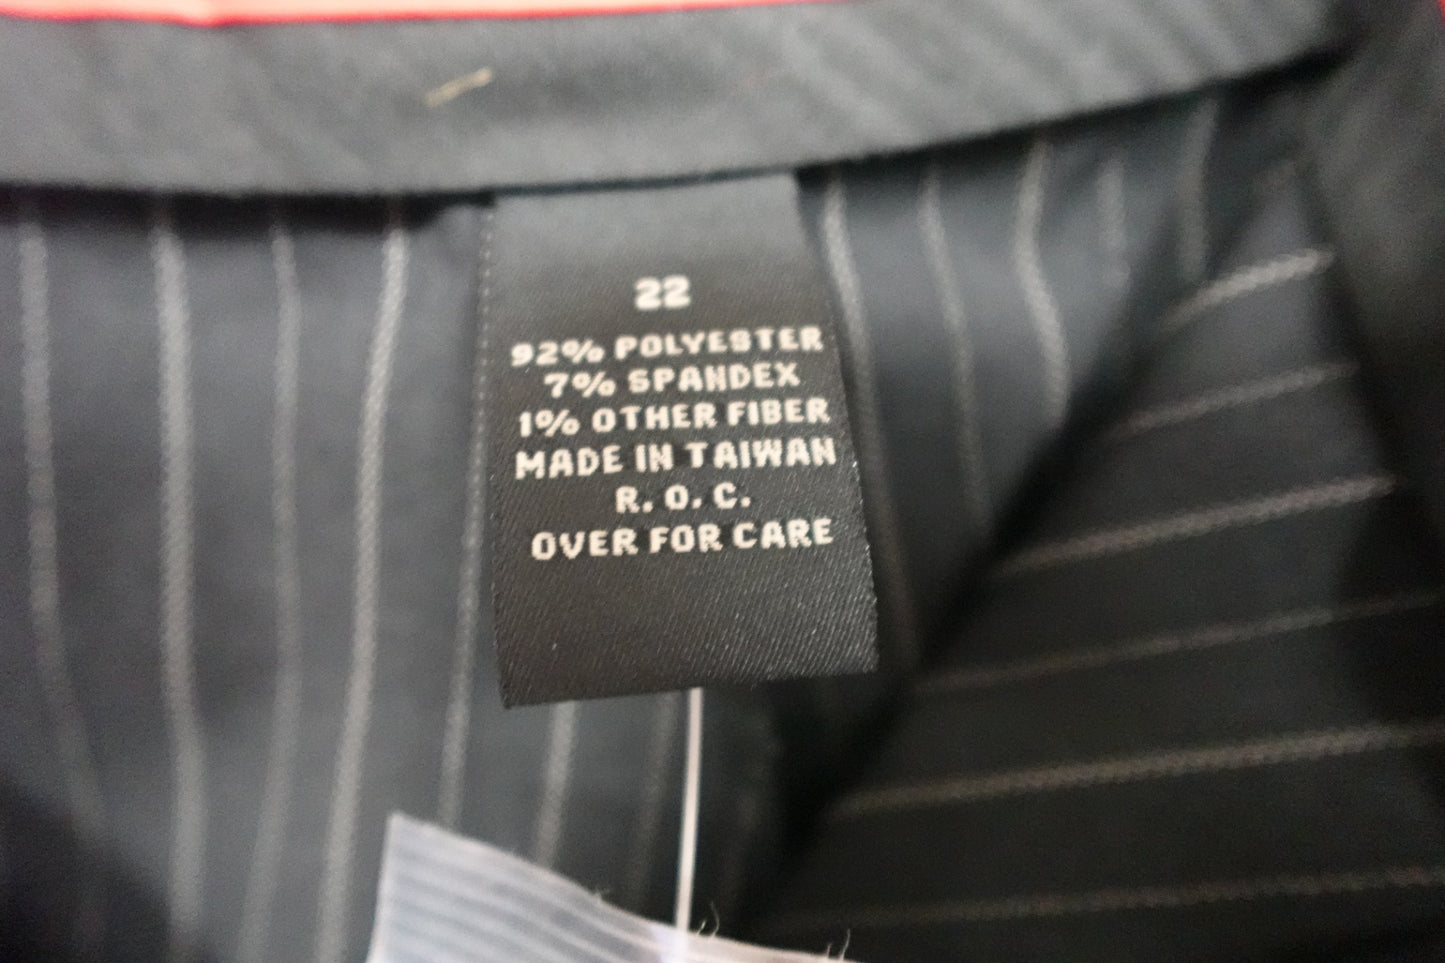 22
92% POLYESTER
7% SPANDEX
1% OTHER FIBER
MADE IN TAIWAN
R. O. C.
OVER FOR CARE